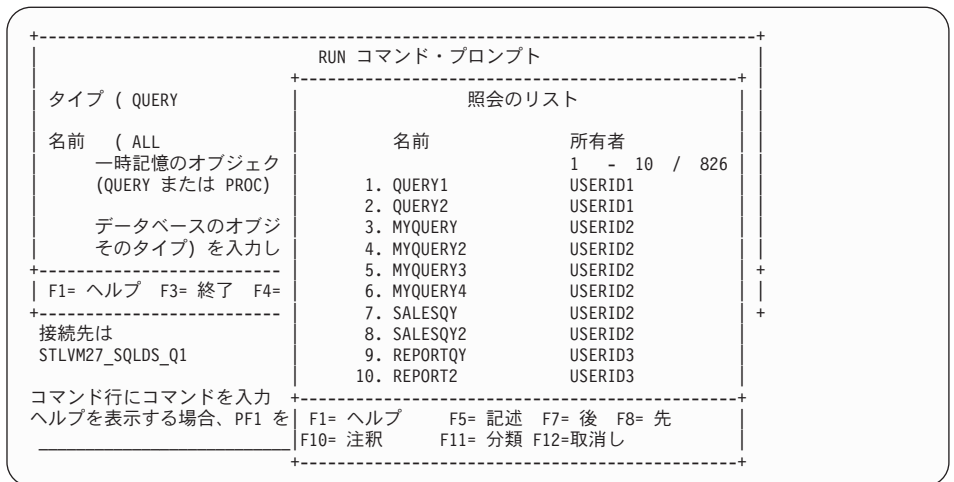 RUN コマンド・プロンプト
タイプ ( QUERY
照会のリスト
名前 ( ALL
名前 所有者
一時記憶のオブジェク
1 - 10 / 826
(QUERY または PROC)
1. QUERY1 USERID1
2. QUERY2 USERID1
データベースのオブジ
3. MYQUERY USERID2
そのタイプ) を入力し
4. MYQUERY2 USERID2
5. MYQUERY3 USERID2
F1= ヘルプ F3= 終了 F4=
6. MYQUERY4 USERID2
7. SALESQY USERID2
接続先は
8. SALESQY2 USERID2
STLVM27_SQLDS_Q1
9. REPORTQY USERID3
10. REPORT2 USERID3
コマンド行にコマンドを入力
ヘルプを表示する場合、PF1 を
F1= ヘルプ F5= 記述 F7= 後 F8= 先
F10= 注釈 F11= 分類 F12=取消し